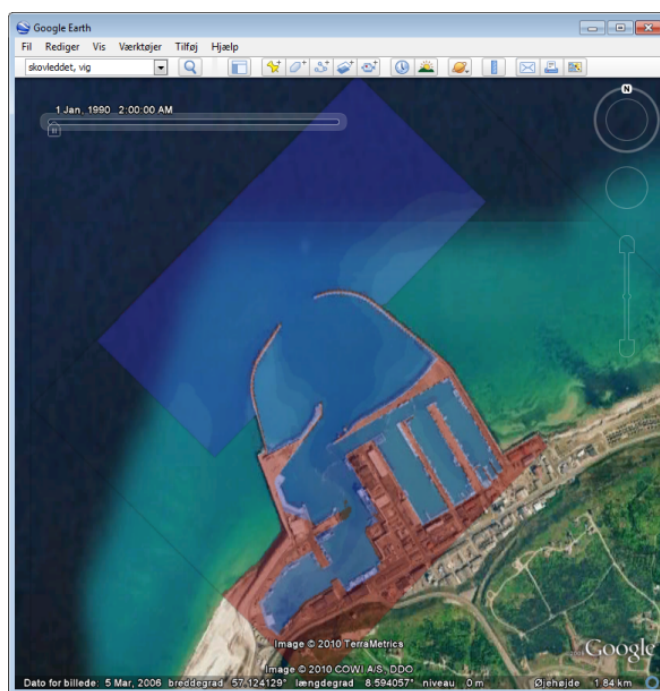 Google Earth
Fil Rediger Vis Værktøjer Tilføj Hjælp
skovleddet, vig
1 Jan, 1990 2:00:00 AM
N
Image © 2010 TerraMetrics
Image © 2010 COWI A/S, DDO
Google
Dato for billede: 5 Mar, 2006 breddegrad 57.124129° længdegrad 8.594057° niveau 0 m Øjehøjde 1.84 km